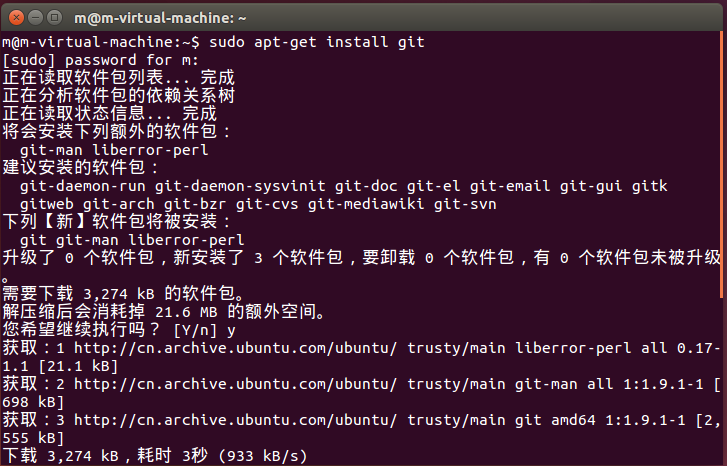 m@m-virtual-machine: ~
m@m-virtual-machine:~$ sudo apt-get install git
[sudo] password for m:
正在读取软件包列表... 完成
正在分析软件包的依赖关系树
正在读取状态信息... 完成
将会安装下列额外的软件包：
  git-man liberror-perl
建议安装的软件包：
  git-daemon-run git-daemon-sysvinit git-doc git-el git-email git-gui gitk
  gitweb git-arch git-bzr git-cvs git-mediawiki git-svn
下列【新】软件包将被安装：
  git git-man liberror-perl
升级了 0 个软件包，新安装了 3 个软件包，要卸载 0 个软件包，有 0 个软件包未被升级
。
需要下载 3,274 kB 的软件包。
解压缩后会消耗掉 21.6 MB 的额外空间。
您希望继续执行吗？ [Y/n] y
获取：1 http://cn.archive.ubuntu.com/ubuntu/ trusty/main liberror-perl all 0.17-
1.1 [21.1 kB]
获取：2 http://cn.archive.ubuntu.com/ubuntu/ trusty/main git-man all 1:1.9.1-1 [
698 kB]
获取：3 http://cn.archive.ubuntu.com/ubuntu/ trusty/main git amd64 1:1.9.1-1 [2,
555 kB]
下载 3,274 kB，耗时 3秒 (933 kB/s)